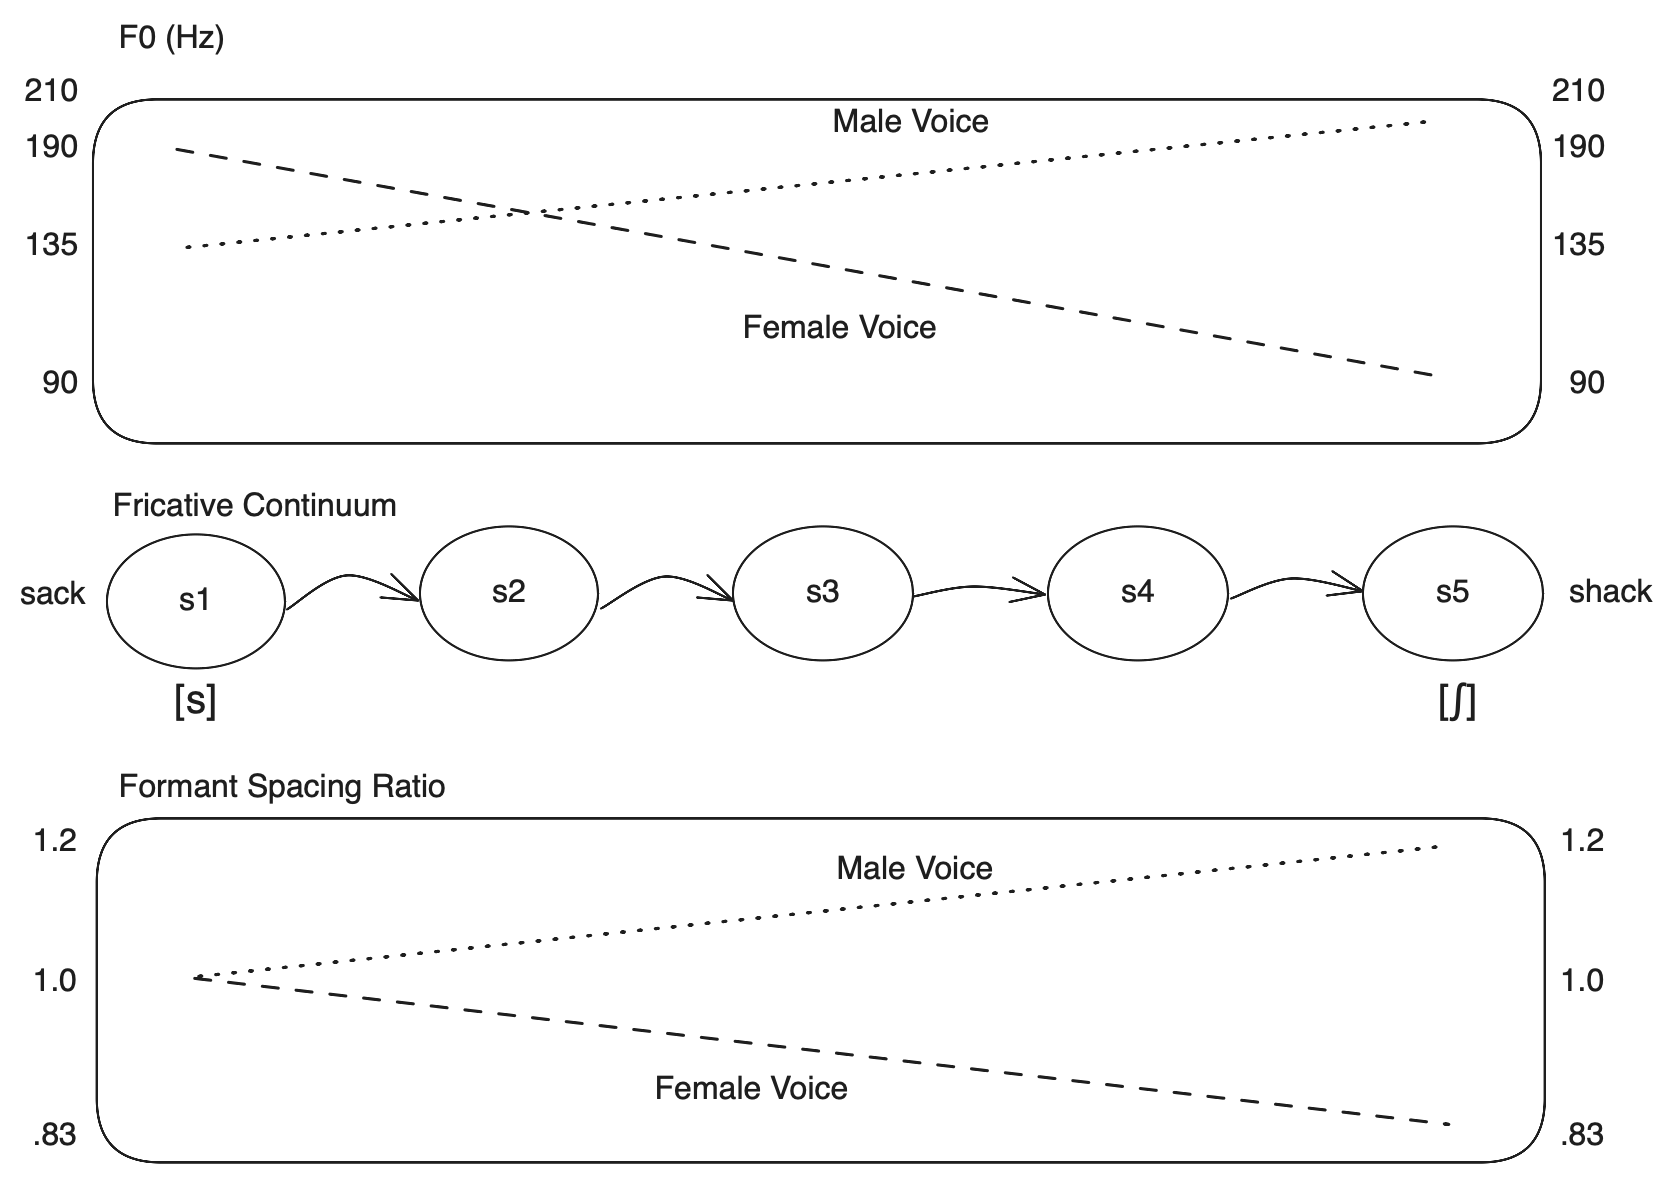 F0 (Hz)
210 210
Male Voice
190 190
135 135
Female Voice
90 90
Fricative Continuum
sack s1 s2 s3 s4 s5 shack
[s] [ʃ]
Formant Spacing Ratio
1.2 1.2
Male Voice
1.0 1.0
Female Voice
.83 .83